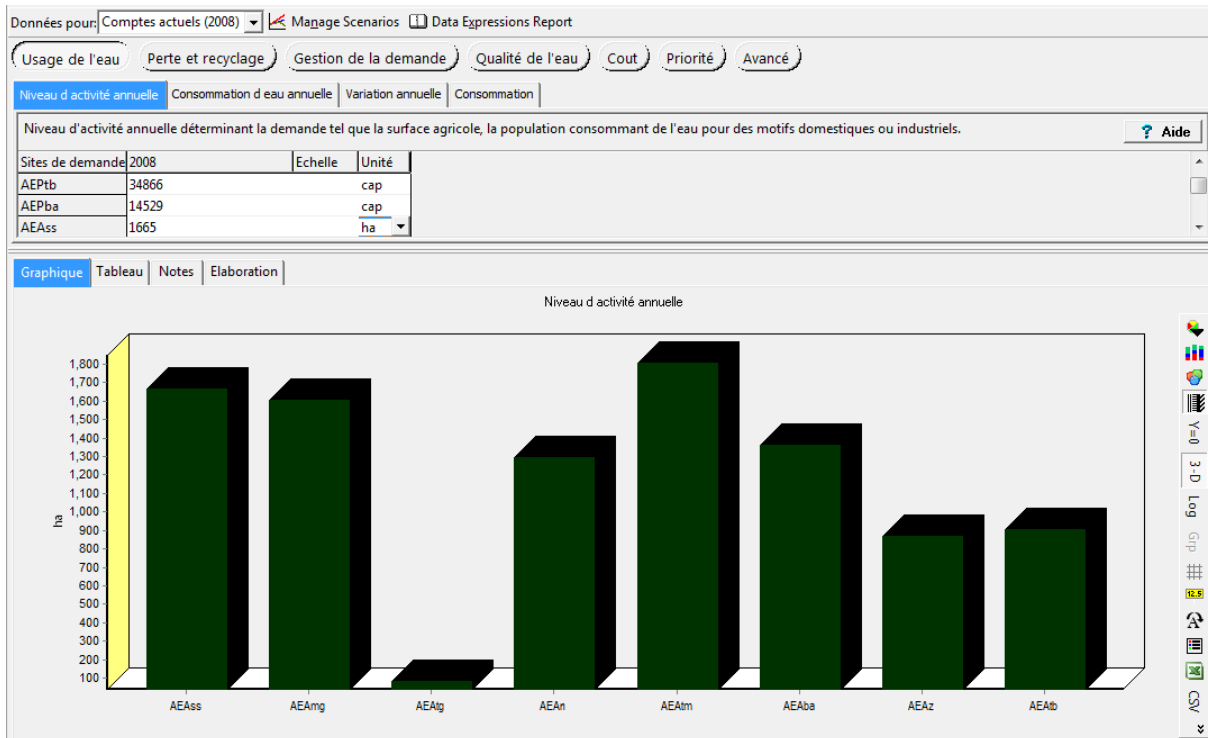 Données pour: Comptes actuels (2008) Manage Scenarios Data Expressions Report
Usage de l'eau Perte et recyclage Gestion de la demande Qualité de l'eau Cout Priorité Avancé
Niveau d activité annuelle Consommation d eau annuelle Variation annuelle Consommation
Niveau d'activité annuelle déterminant la demande tel que la surface agricole, la population consommant de l'eau pour des motifs domestiques ou industriels. ? Aide
Sites de demande 2008 Echelle Unité
AEPtb 34866 cap
AEPba 14529 cap
AEAss 1665 ha
Graphique Tableau Notes Elaboration
Niveau d activité annuelle
1,800
1,700
1,600
1,500
1,400
1,300
1,200
1,100
1,000
900
800
700
600
500
400
300
200
100
ha
AEAss AEAmg AEAtg AEAn AEAtm AEAba AEAz AEAtb
Y=0
3-D
Log
Grp
12.5
A
CSV